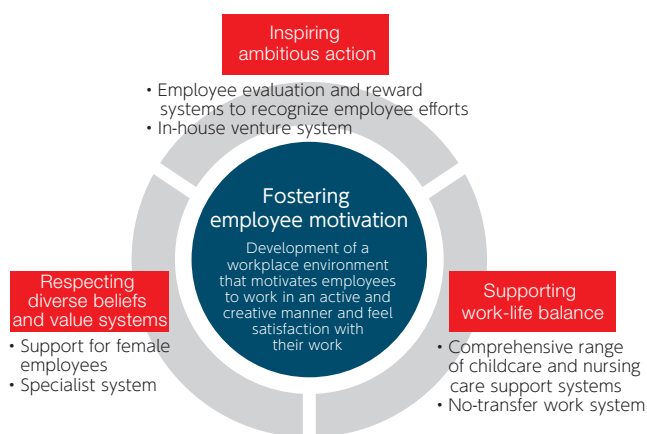 Inspiring
ambitious action
• Employee evaluation and reward
systems to recognize employee efforts
• In-house venture system
Fostering
employee motivation
Development of a
workplace environment
that motivates employees
to work in an active and
creative manner and feel
satisfaction with
their work
Respecting
diverse beliefs
and value systems
• Support for female
employees
• Specialist system
Supporting
work-life balance
• Comprehensive range
of childcare and nursing
care support systems
• No-transfer work system